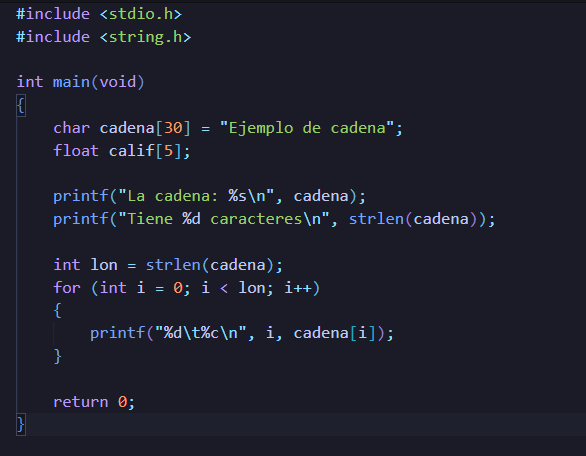 #include <stdio.h>
#include <string.h>
int main(void)
{
    char cadena[30] = "Ejemplo de cadena";
    float calif[5];
    printf("La cadena: %s\n", cadena);
    printf("Tiene %d caracteres\n", strlen(cadena));
    int lon = strlen(cadena);
    for (int i = 0; i < lon; i++)
    {
        printf("%d\t%c\n", i, cadena[i]);
    }
    return 0;
}